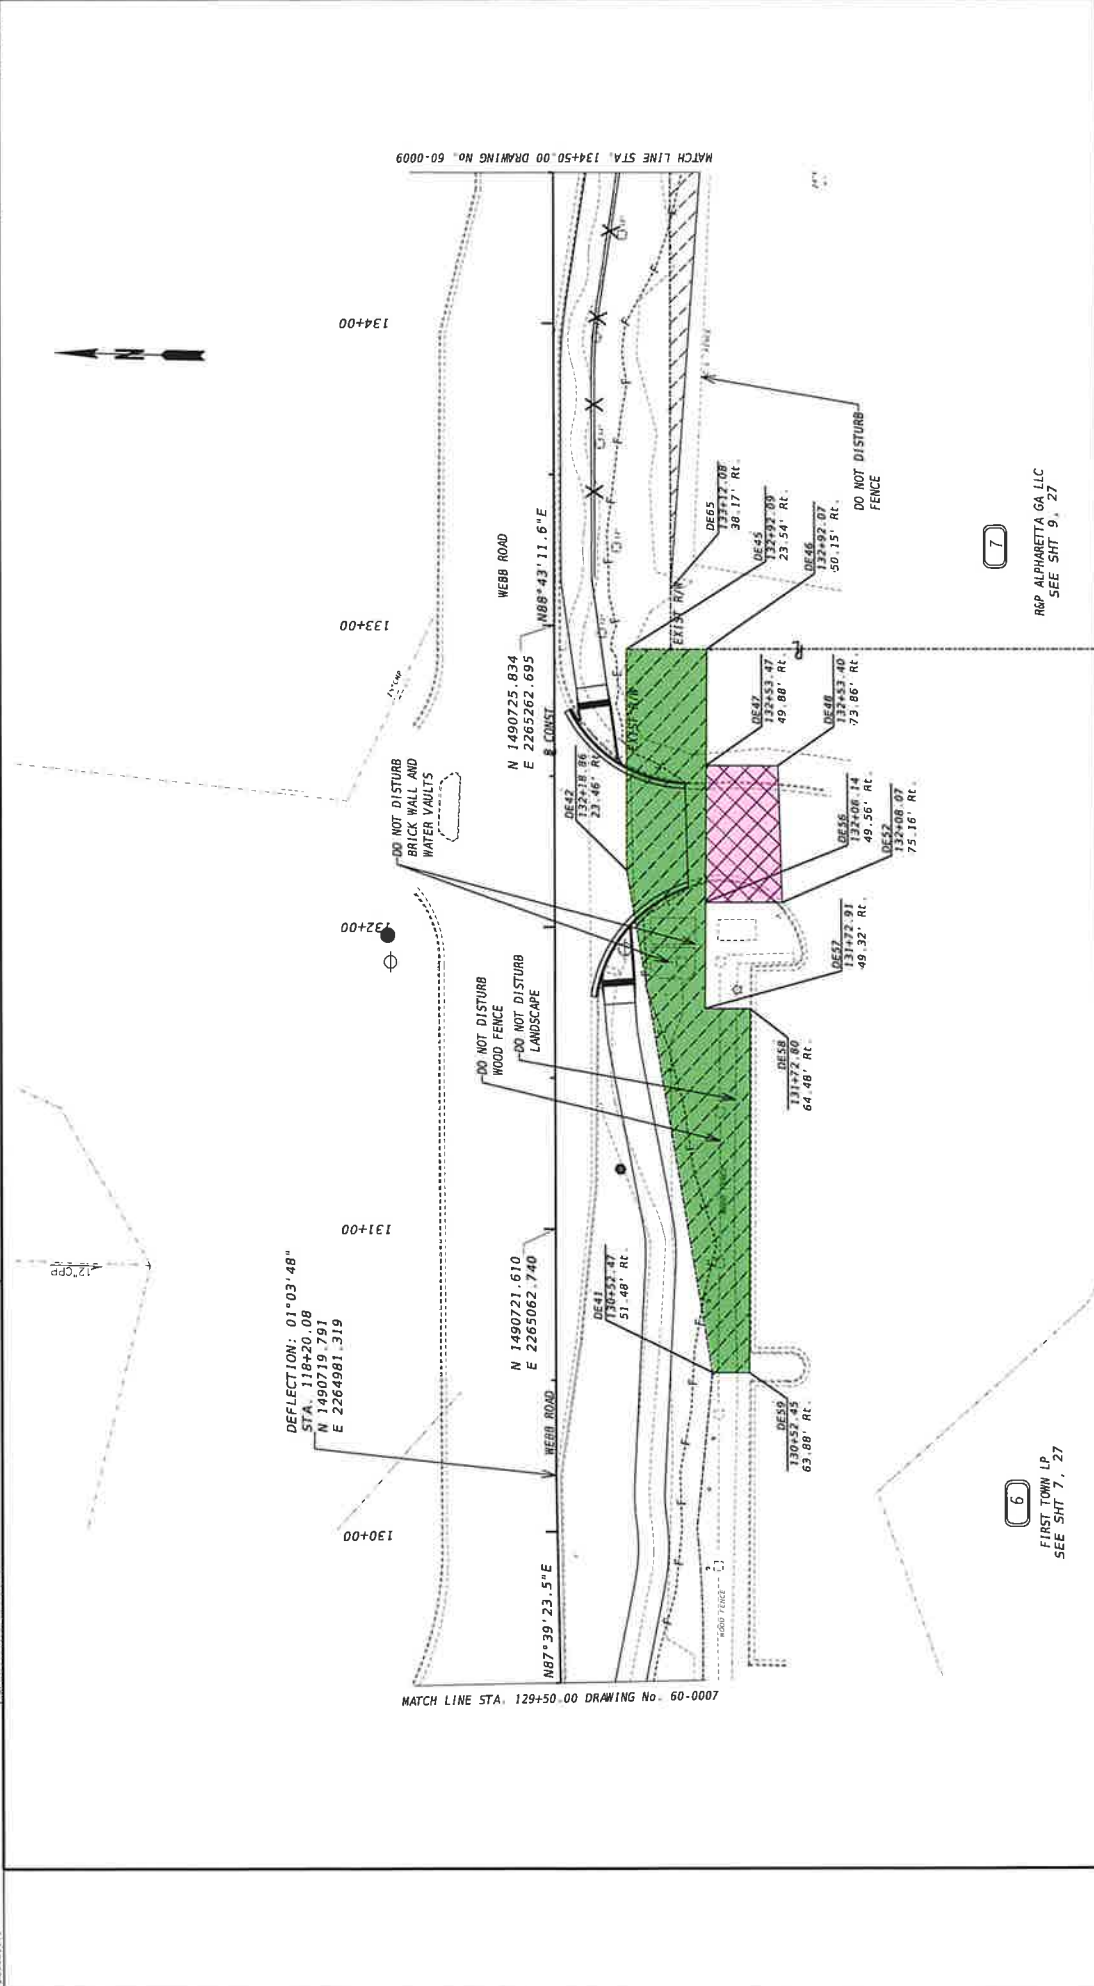 MATCH LINE STA. 134+50.00 DRAWING No. 60-0009
134+00
N
DO NOT DISTURB
FENCE
7
R&P ALPHARETTA GA LLC
SEE SHT 9, 27
WEBB ROAD
N88°43'11.6"E
133+00
N 1490725.834
E 2265262.695
₿ CONST
EXIST R/W
EXIST R/W
DE65
133+12.08
38.17' Rt.
DE45
132+92.09
23.54' Rt.
DE46
132+92.07
50.15' Rt.
DE47
132+53.47
49.88' Rt.
DE48
132+53.40
73.86' Rt.
DE42
132+18.86
23.46' Rt.
DE56
132+08.14
49.56' Rt.
DE52
132+08.07
75.16' Rt.
DE57
131+72.91
49.32' Rt.
DE58
131+72.80
64.48' Rt.
DO NOT DISTURB
BRICK WALL AND
WATER VAULTS
132+00
DO NOT DISTURB
WOOD FENCE
DO NOT DISTURB
LANDSCAPE
131+00
12"CPP
DEFLECTION: 01°03'48"
STA. 118+20.08
N 1490719.791
E 2264981.319
N 1490721.610
E 2265062.740
DE41
130+52.47
51.48' Rt.
DE59
130+52.45
63.88' Rt.
WEBB ROAD
130+00
N87°39'23.5"E
WOOD FENCE
6
FIRST TOWN LP
SEE SHT 7, 27
MATCH LINE STA. 129+50.00 DRAWING No. 60-0007